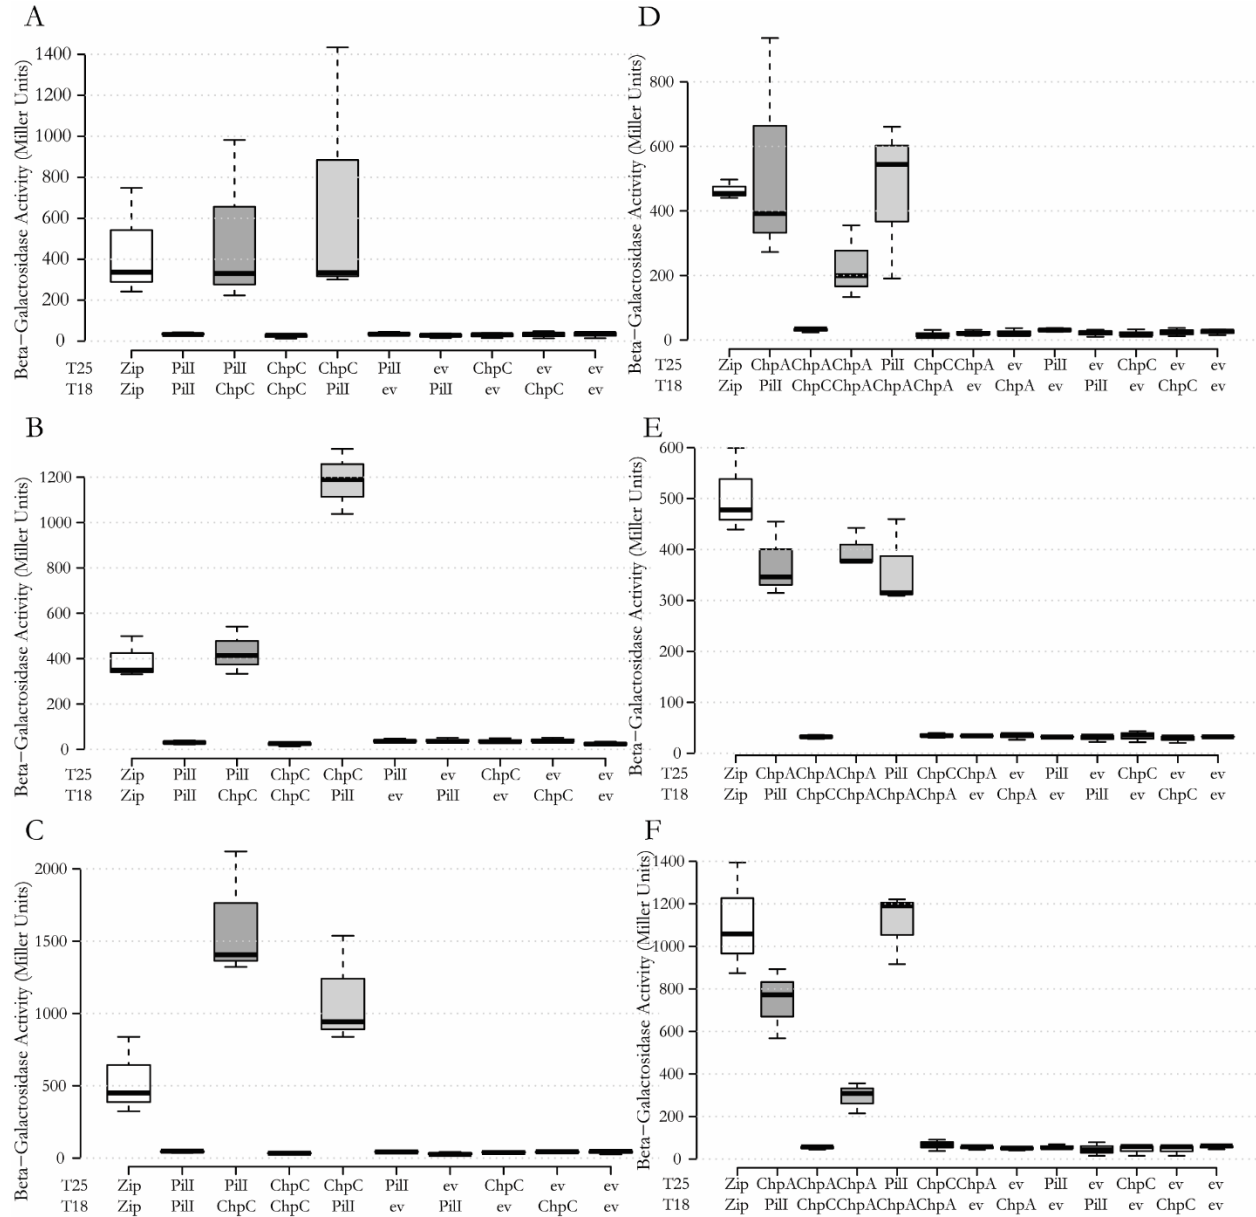 A
Beta-Galactosidase Activity (Miller Units)
1400
1200
1000
800
600
400
200
0
T25 Zip PilI PilI ChpC ChpC PilI ev ChpC ev ev
T18 Zip PilI ChpC ChpC PilI ev PilI ev ChpC ev
B
Beta-Galactosidase Activity (Miller Units)
1200
1000
800
600
400
200
0
T25 Zip PilI PilI ChpC ChpC PilI ev ChpC ev ev
T18 Zip PilI ChpC ChpC PilI ev PilI ev ChpC ev
C
Beta-Galactosidase Activity (Miller Units)
2000
1500
1000
500
0
T25 Zip PilI PilI ChpC ChpC PilI ev ChpC ev ev
T18 Zip PilI ChpC ChpC PilI ev PilI ev ChpC ev
D
Beta-Galactosidase Activity (Miller Units)
800
600
400
200
0
T25 Zip ChpA ChpA ChpA PilI ChpC ChpA ev PilI ev ChpC ev ev
T18 Zip PilI ChpC ChpA ChpA ChpA ev ChpA ev PilI ev ChpC ev
E
Beta-Galactosidase Activity (Miller Units)
600
500
400
300
200
100
0
T25 Zip ChpA ChpA ChpA PilI ChpC ChpA ev PilI ev ChpC ev ev
T18 Zip PilI ChpC ChpA ChpA ChpA ev ChpA ev PilI ev ChpC ev
F
Beta-Galactosidase Activity (Miller Units)
1400
1200
1000
800
600
400
200
0
T25 Zip ChpA ChpA ChpA PilI ChpC ChpA ev PilI ev ChpC ev ev
T18 Zip PilI ChpC ChpA ChpA ChpA ev ChpA ev PilI ev ChpC ev